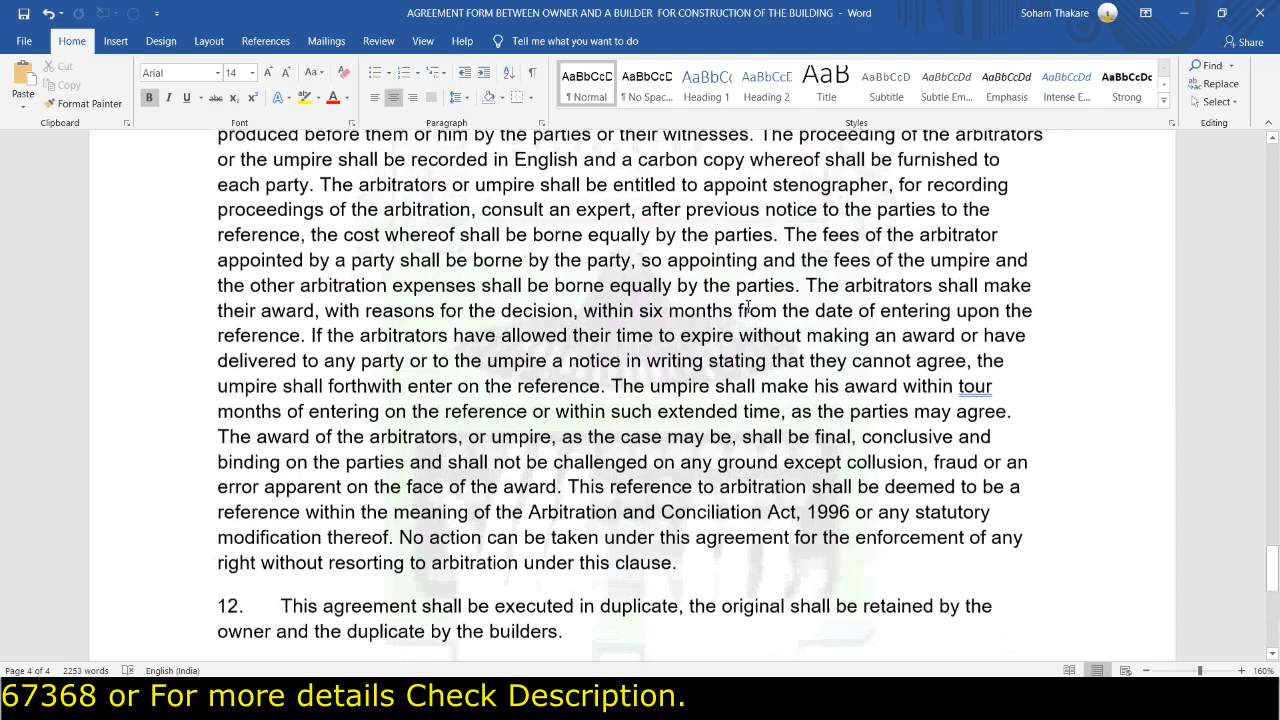 AGREEMENT FORM BETWEEN OWNER AND A BUILDER FOR CONSTRUCTION OF THE BUILDING - Word
Soham Thakare
File Home Insert Design Layout References Mailings Review View Help Tell me what you want to do Share
Paste Cut Copy Format Painter
Clipboard
Arial 14
Font
Paragraph
AaBbCcD AaBbCcD AaBbC( AaBbCcD AaB AaBbCcD AaBbCcDd AaBbCcDd AaBbCcDd AaBbCcDc
¶ Normal ¶ No Spac... Heading 1 Heading 2 Title Subtitle Subtle Em... Emphasis Intense E... Strong
Styles
Find Replace Select
Editing
produced before them or him by the parties or their witnesses. The proceeding of the arbitrators
or the umpire shall be recorded in English and a carbon copy whereof shall be furnished to
each party. The arbitrators or umpire shall be entitled to appoint stenographer, for recording
proceedings of the arbitration, consult an expert, after previous notice to the parties to the
reference, the cost whereof shall be borne equally by the parties. The fees of the arbitrator
appointed by a party shall be borne by the party, so appointing and the fees of the umpire and
the other arbitration expenses shall be borne equally by the parties. The arbitrators shall make
their award, with reasons for the decision, within six months from the date of entering upon the
reference. If the arbitrators have allowed their time to expire without making an award or have
delivered to any party or to the umpire a notice in writing stating that they cannot agree, the
umpire shall forthwith enter on the reference. The umpire shall make his award within tour
months of entering on the reference or within such extended time, as the parties may agree.
The award of the arbitrators, or umpire, as the case may be, shall be final, conclusive and
binding on the parties and shall not be challenged on any ground except collusion, fraud or an
error apparent on the face of the award. This reference to arbitration shall be deemed to be a
reference within the meaning of the Arbitration and Conciliation Act, 1996 or any statutory
modification thereof. No action can be taken under this agreement for the enforcement of any
right without resorting to arbitration under this clause.
12. This agreement shall be executed in duplicate, the original shall be retained by the
owner and the duplicate by the builders.
Page 4 of 4 2253 words English (India) 160%
67368 or For more details Check Description.